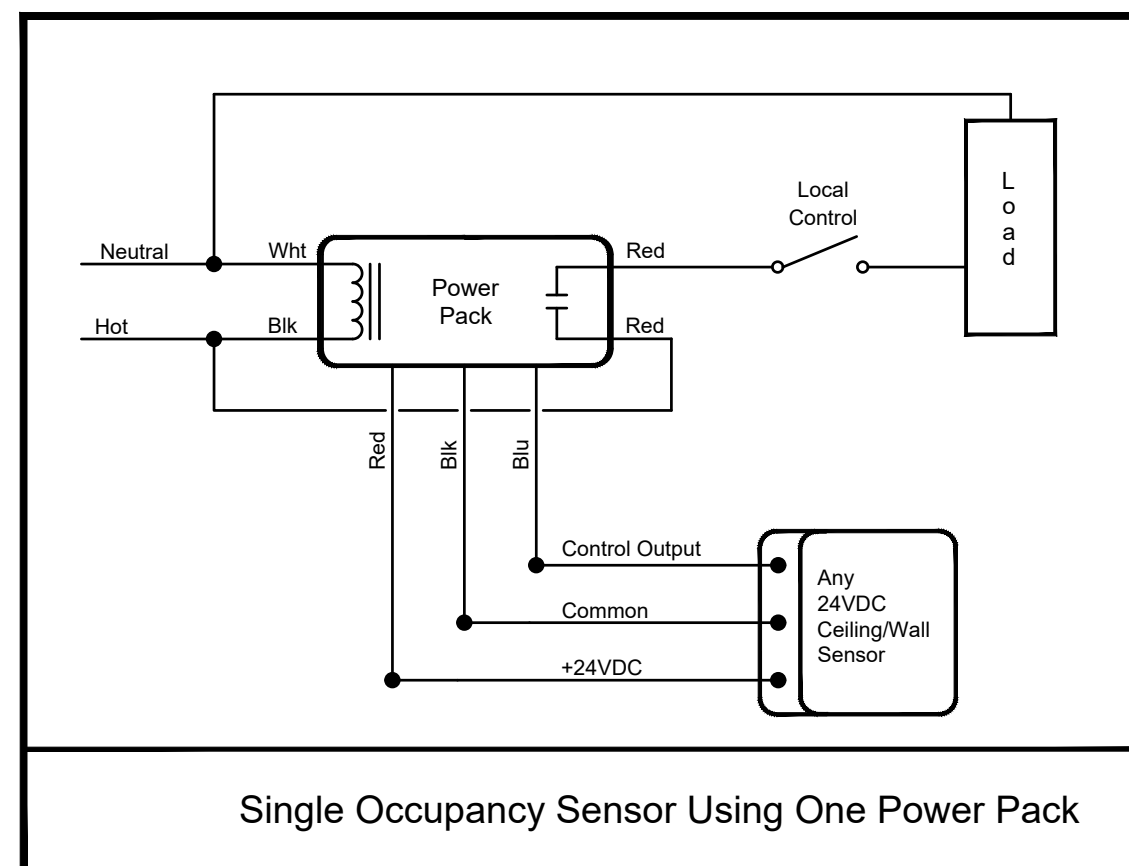 Local
Control
L
o
a
d
Neutral
Wht
Red
Power
Pack
Hot
Blk
Red
Red
Blk
Blu
Control Output
Common
+24VDC
Any
24VDC
Ceiling/Wall
Sensor
Single Occupancy Sensor Using One Power Pack